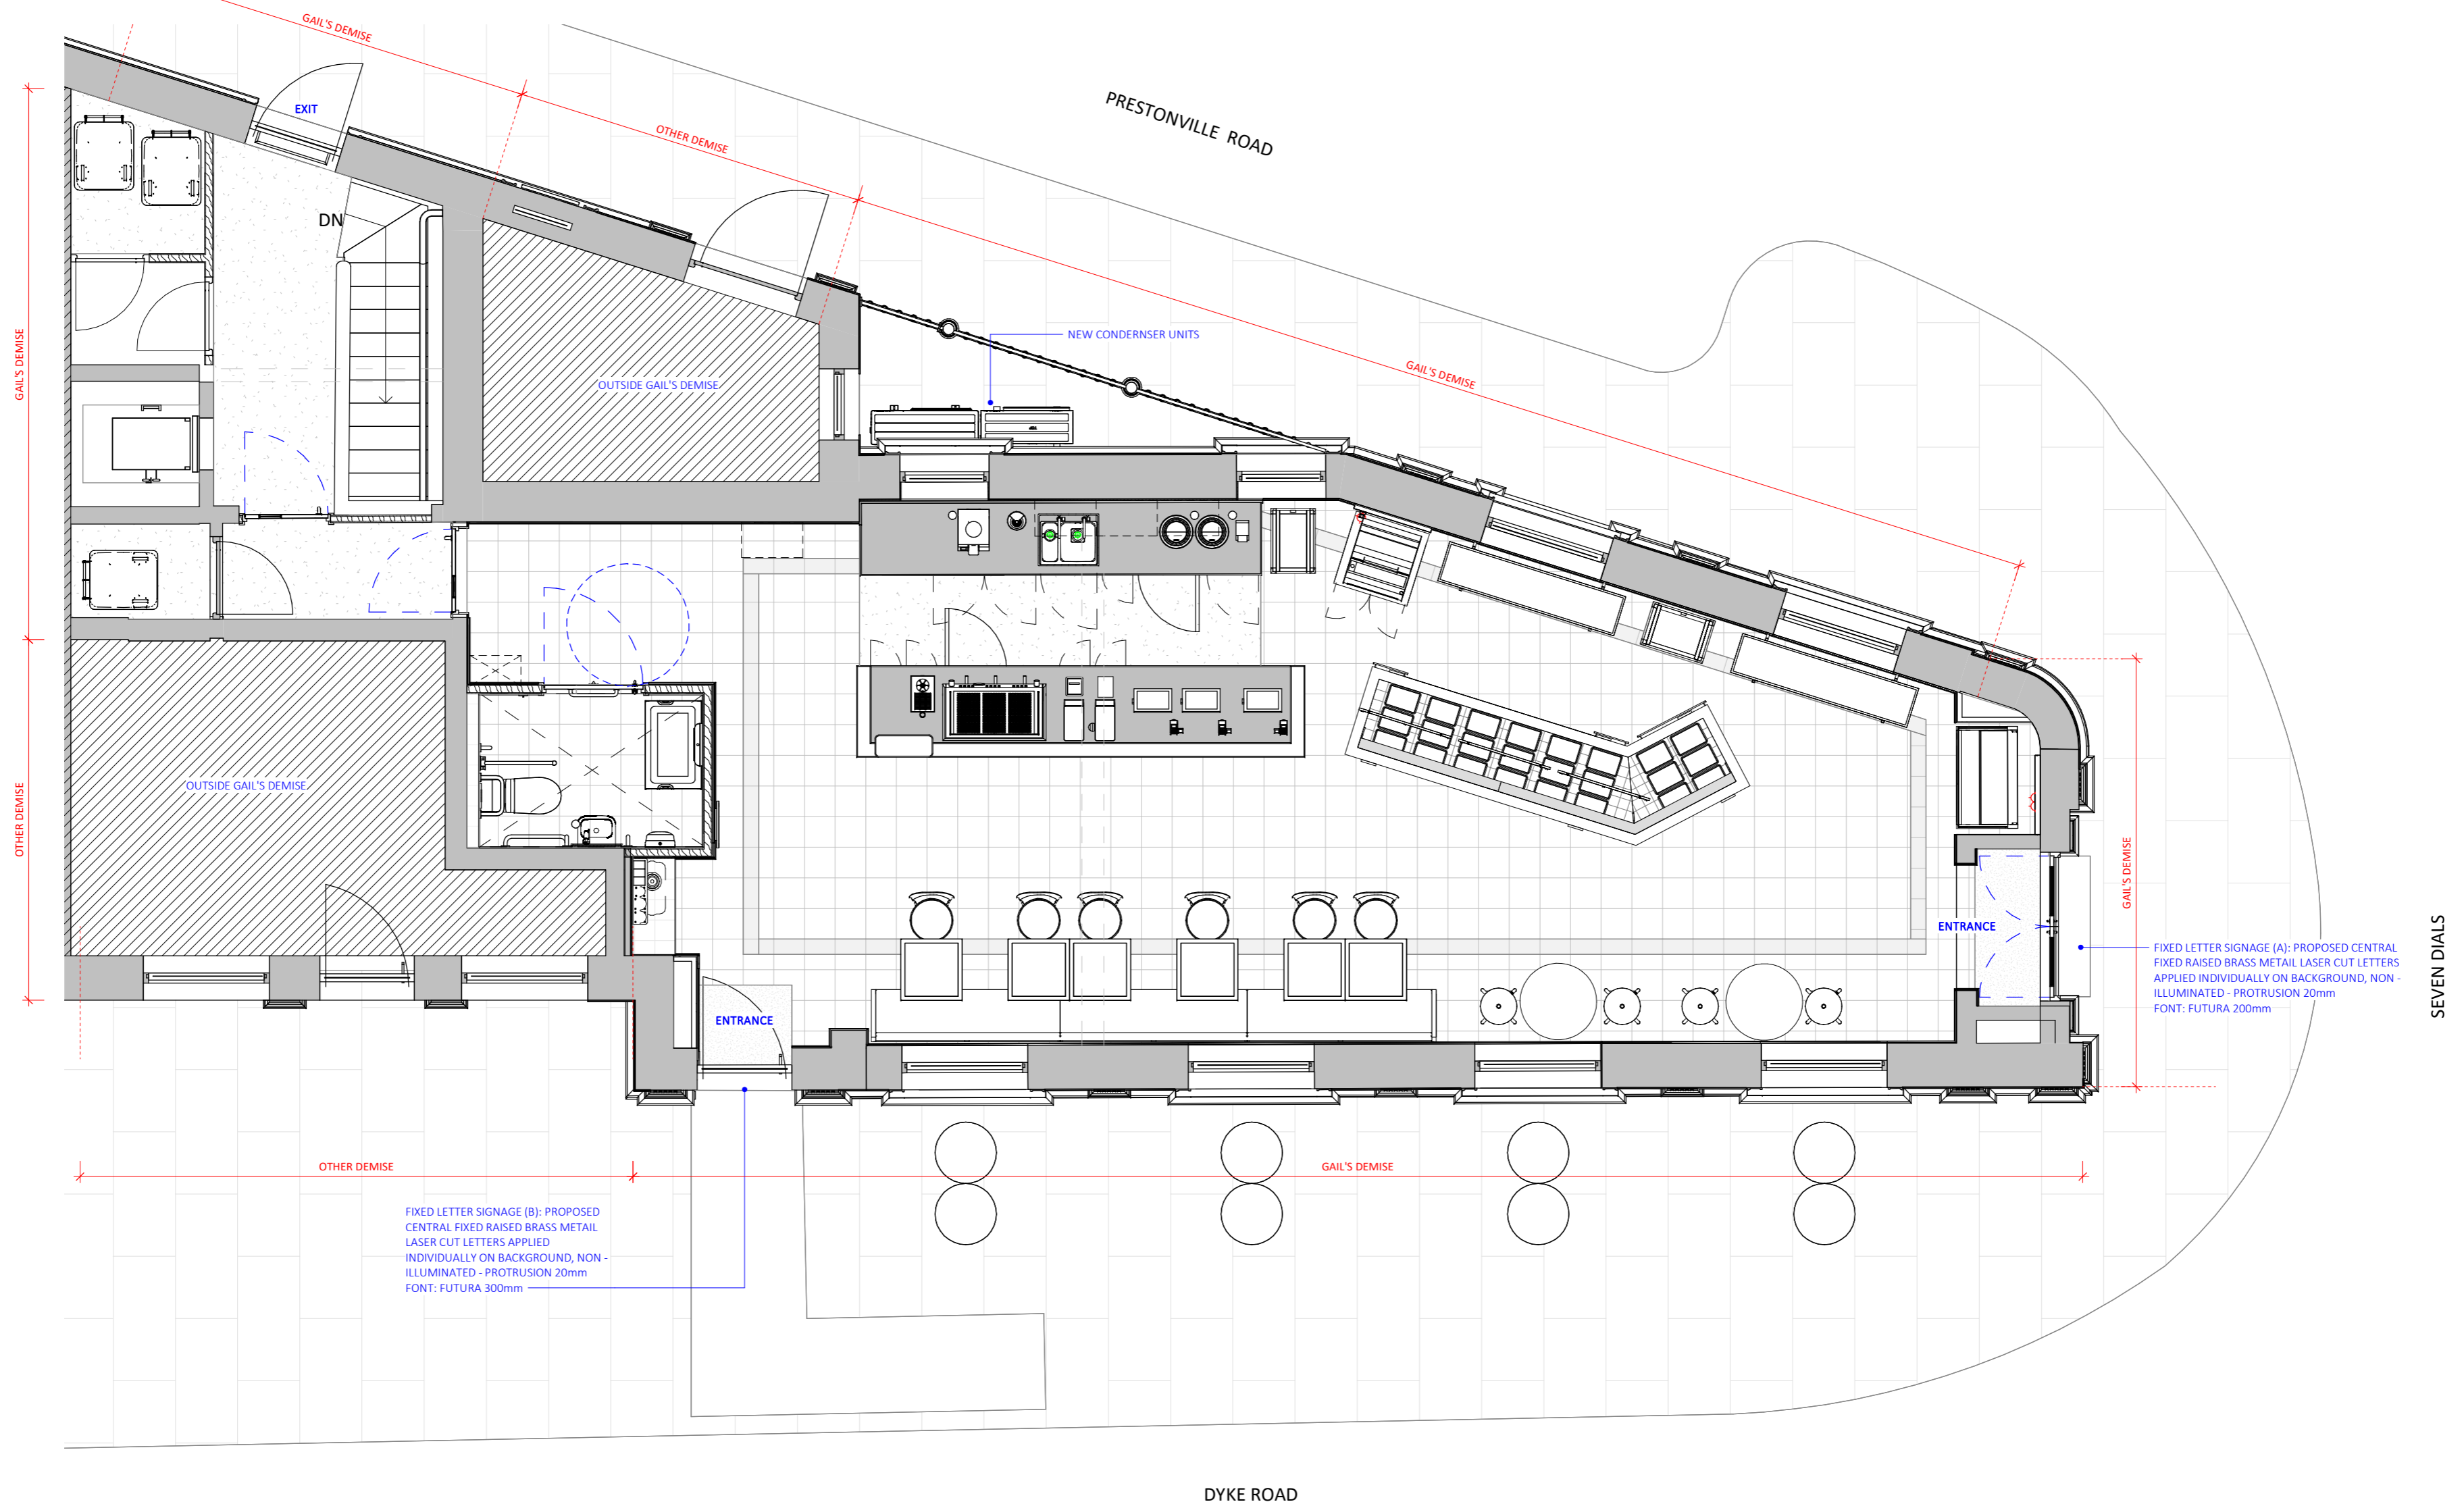 GAIL'S DEMISE
EXIT
PRESTONVILLE ROAD
OTHER DEMISE
DN
NEW CONDERNSER UNITS
GAIL'S DEMISE
GAIL'S DEMISE
OUTSIDE GAIL'S DEMISE
OUTSIDE GAIL'S DEMISE
OTHER DEMISE
GAIL'S DEMISE
ENTRANCE
SEVEN DIALS
FIXED LETTER SIGNAGE (A): PROPOSED CENTRAL
FIXED RAISED BRASS METAIL LASER CUT LETTERS
APPLIED INDIVIDUALLY ON BACKGROUND, NON -
ILLUMINATED - PROTRUSION 20mm
FONT: FUTURA 200mm
ENTRANCE
OTHER DEMISE
GAIL'S DEMISE
FIXED LETTER SIGNAGE (B): PROPOSED
CENTRAL FIXED RAISED BRASS METAIL
LASER CUT LETTERS APPLIED
INDIVIDUALLY ON BACKGROUND, NON -
ILLUMINATED - PROTRUSION 20mm
FONT: FUTURA 300mm
DYKE ROAD